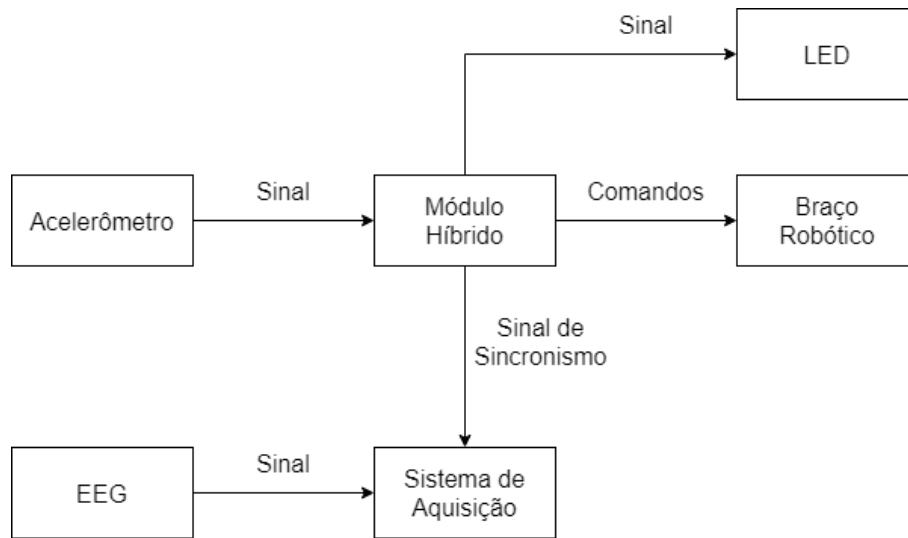 Sinal
LED
Acelerômetro
Sinal
Módulo
Híbrido
Comandos
Braço
Robótico
Sinal de
Sincronismo
EEG
Sinal
Sistema de
Aquisição